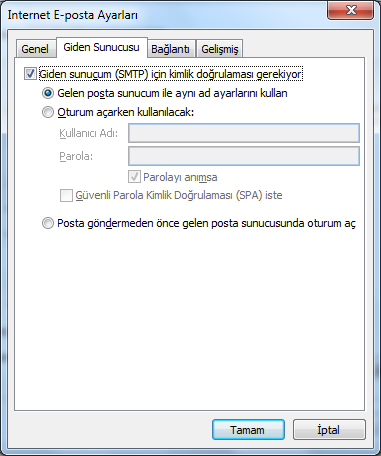 Internet E-posta Ayarları
Genel Giden Sunucusu Bağlantı Gelişmiş
Giden sunucum (SMTP) için kimlik doğrulaması gerekiyor
Gelen posta sunucum ile aynı ad ayarlarını kullan
Oturum açarken kullanılacak:
Kullanıcı Adı:
Parola:
Parolayı anımsa
Güvenli Parola Kimlik Doğrulaması (SPA) iste
Posta göndermeden önce gelen posta sunucusunda oturum aç
Tamam İptal